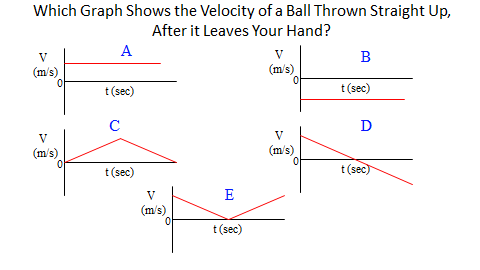 Which Graph Shows the Velocity of a Ball Thrown Straight Up,
After it Leaves Your Hand?
A
V
(m/s)
0
t (sec)
B
V
(m/s)
0
t (sec)
C
V
(m/s)
0
t (sec)
D
V
(m/s)
0
t (sec)
E
V
(m/s)
0
t (sec)